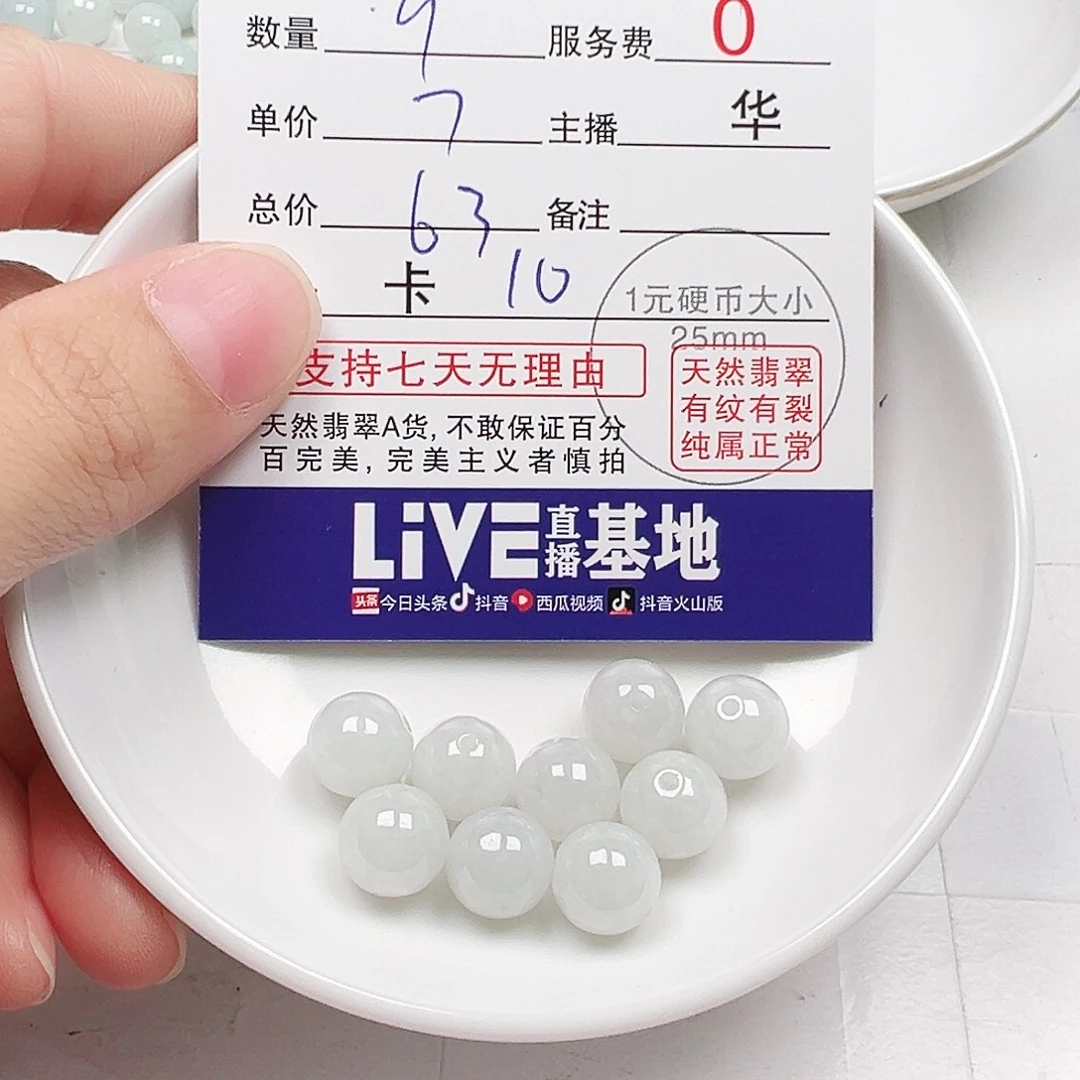 数量 9 服务费 0
单价 7 主播 华
总价 63 备注
卡 10
1元硬币大小
25mm
支持七天无理由
天然翡翠
有纹有裂
纯属正常
天然翡翠A货,不敢保证百分
百完美,完美主义者慎拍
LiVE 直播 基地
头条 今日头条 抖音 西瓜视频 抖音火山版